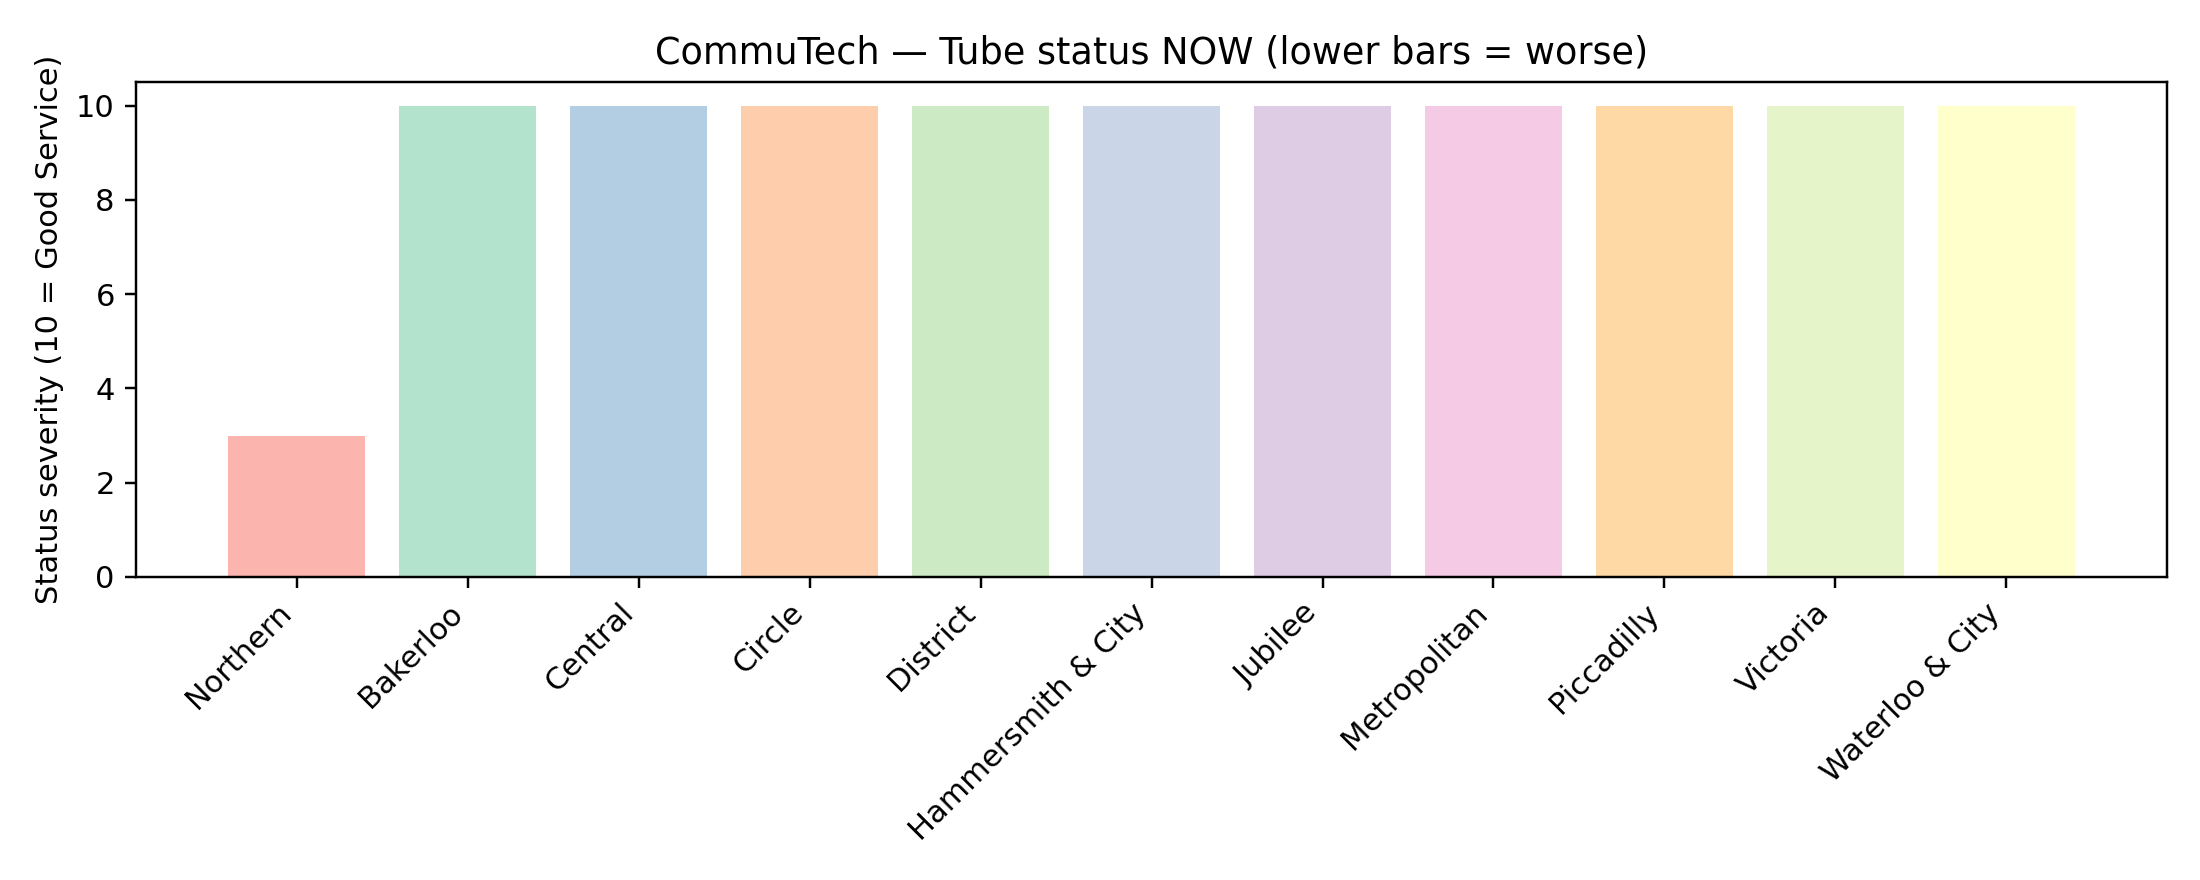 CommuTech — Tube status NOW (lower bars = worse)
Status severity (10 = Good Service)
10
8
6
4
2
0
Northern
Bakerloo
Central
Circle
District
Hammersmith & City
Jubilee
Metropolitan
Piccadilly
Victoria
Waterloo & City